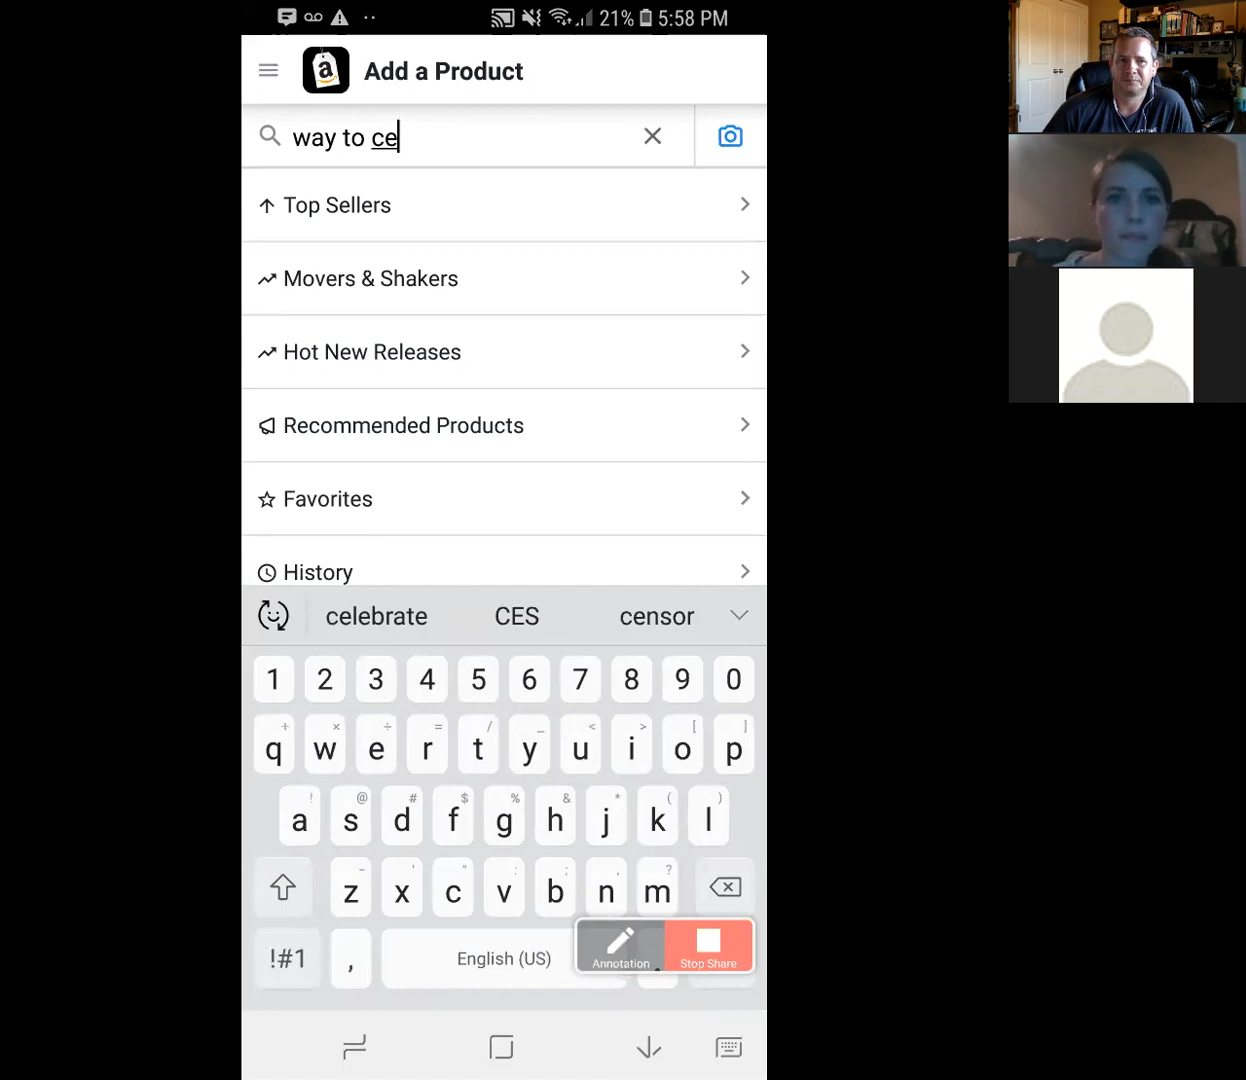 21% 5:58 PM
a Add a Product
way to ce
Top Sellers
Movers & Shakers
Hot New Releases
Recommended Products
Favorites
History
celebrate CES censor
1 2 3 4 5 6 7 8 9 0
+ × ÷ = / _ < > [ ]
q w e r t y u i o p
! @ # $ % & * ( )
a s d f g h j k l
- ' " : ; , ?
z x c v b n m
!#1 , English (US)
Annotation Stop Share